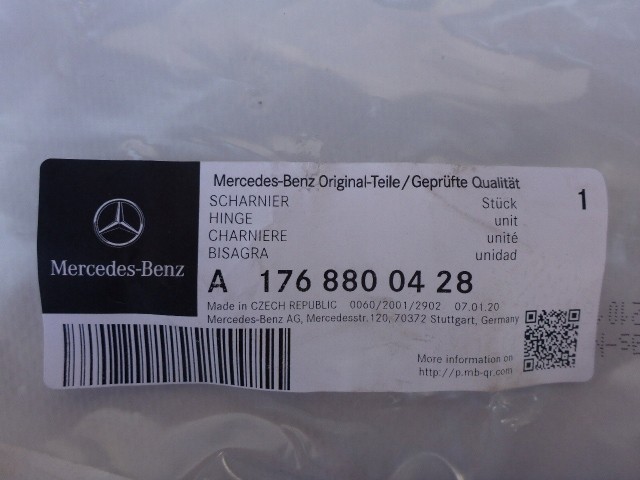 Mercedes-Benz Original-Teile/Geprüfte Qualität
SCHARNIER Stück 1
HINGE unit
CHARNIERE unité
BISAGRA unidad
Mercedes-Benz
A 176 880 04 28
Made in CZECH REPUBLIC 0060/2001/2902 07.01.20
Mercedes-Benz AG, Mercedesstr.120, 70372 Stuttgart, Germany
More information on
http://p.mb-qr.com